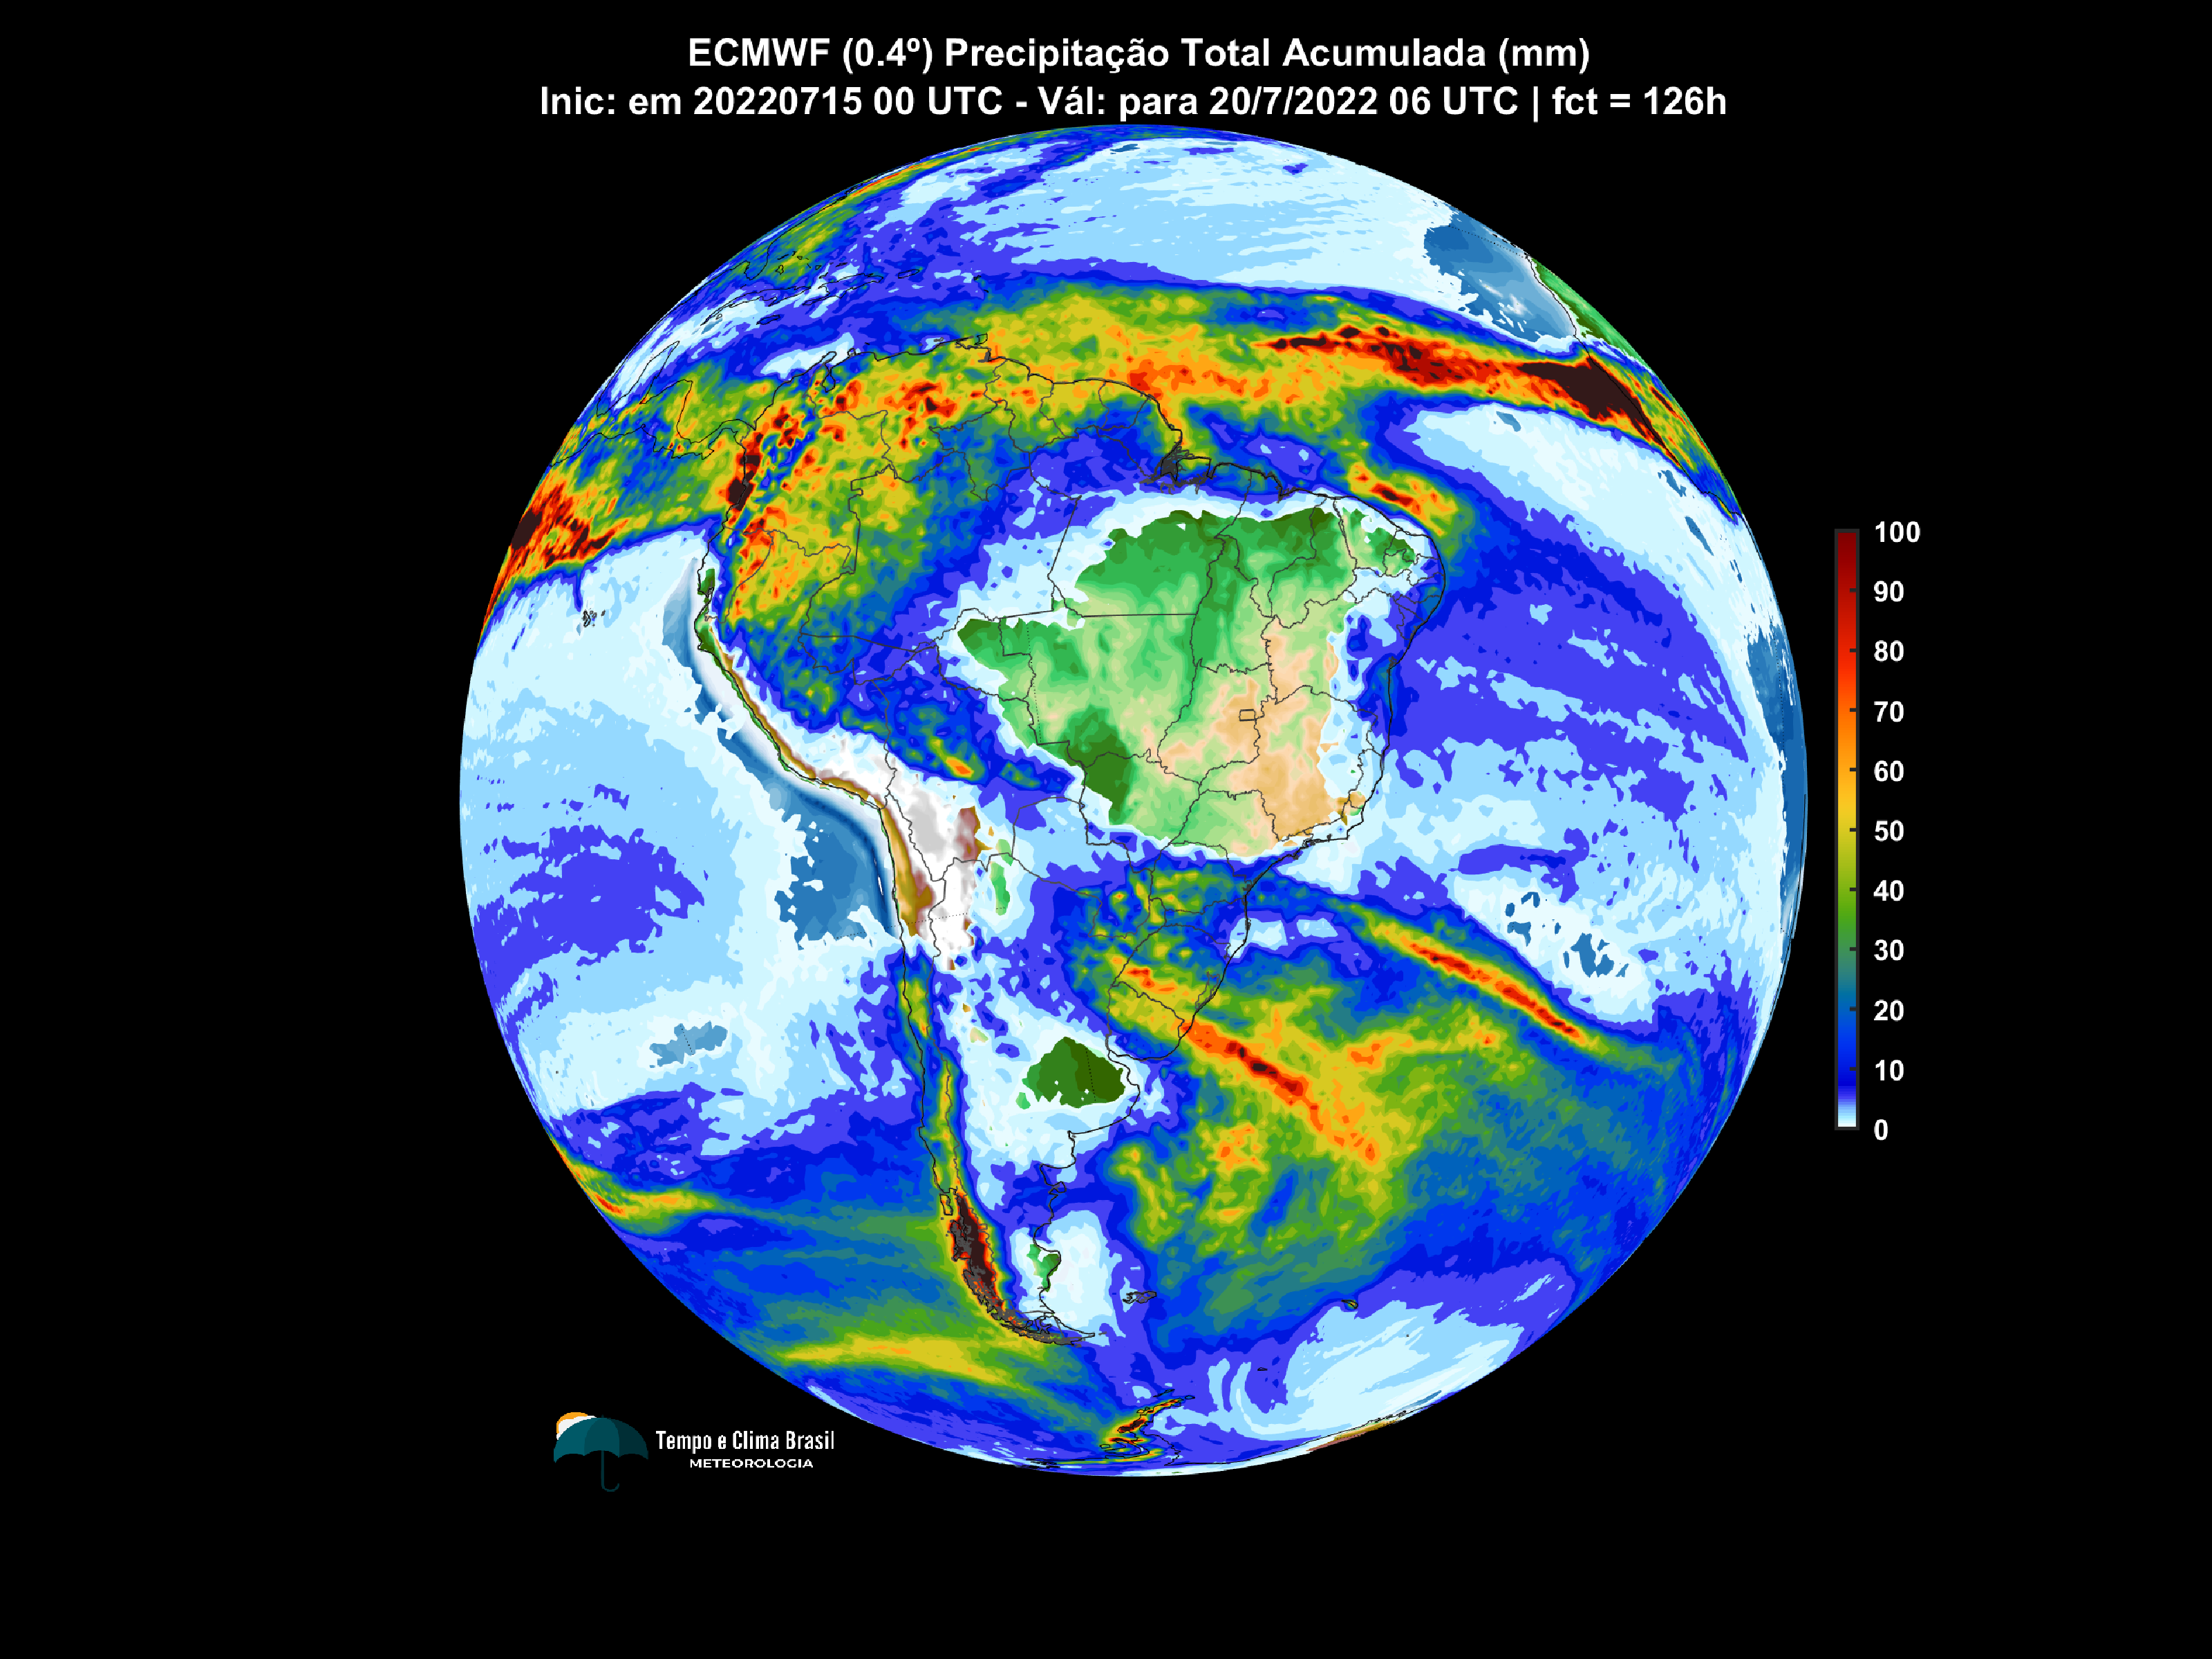 ECMWF (0.4º) Precipitação Total Acumulada (mm)
Inic: em 20220715 00 UTC - Vál: para 20/7/2022 06 UTC | fct = 126h
100
90
80
70
60
50
40
30
20
10
0
Tempo e Clima Brasil
METEOROLOGIA